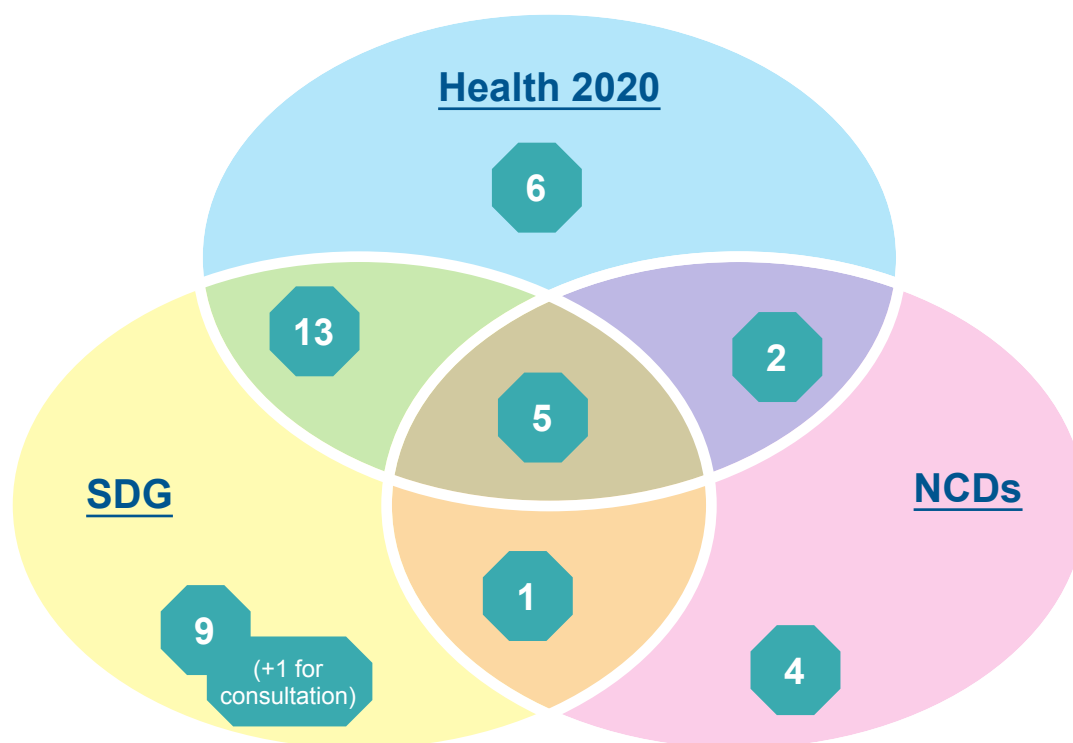 Health 2020
6
13
2
5
SDG
NCDs
1
9
(+1 for
consultation)
4